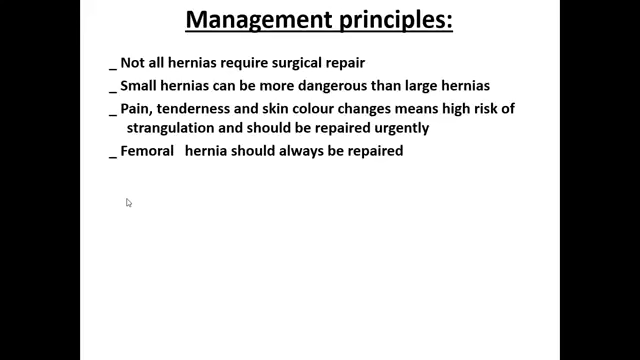 Management principles:
_ Not all hernias require surgical repair
_ Small hernias can be more dangerous than large hernias
_ Pain, tenderness and skin colour changes means high risk of
strangulation and should be repaired urgently
_ Femoral hernia should always be repaired